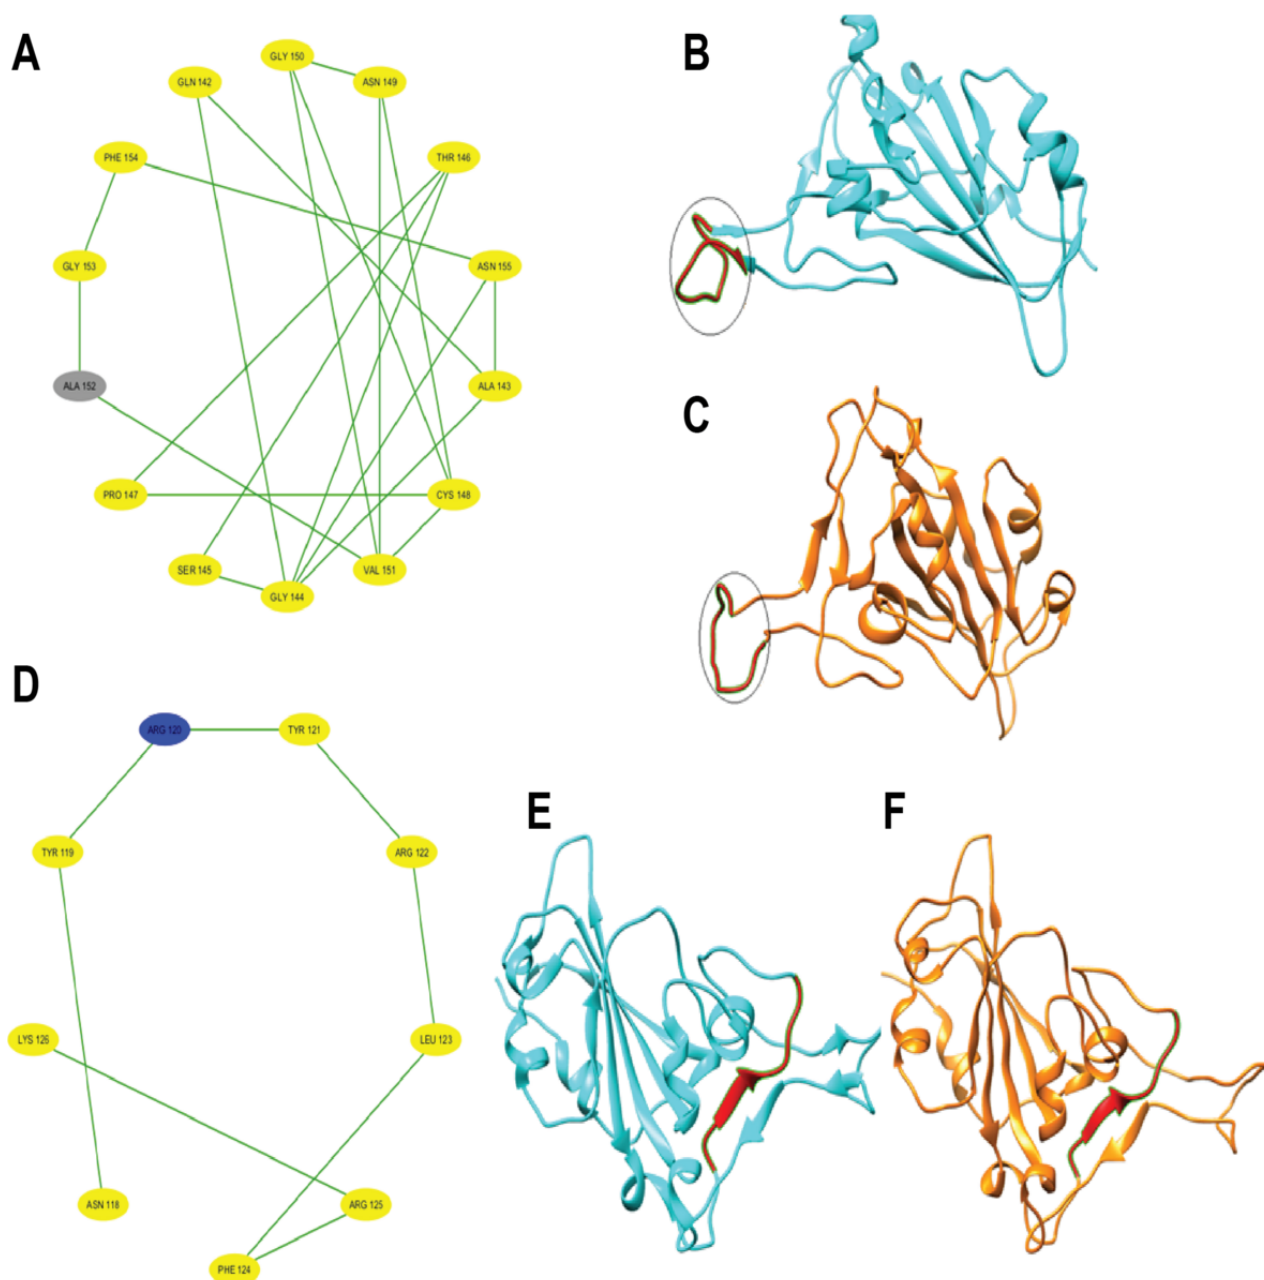 A
B
GLY 150
GLN 142
ASN 149
PHE 154
THR 146
GLY 153
ASN 155
ALA 152
ALA 143
C
PRO 147
CYS 148
SER 145
VAL 151
GLY 144
D
ARG 120
TYR 121
E
F
TYR 119
ARG 122
LYS 126
LEU 123
ASN 118
ARG 125
PHE 124